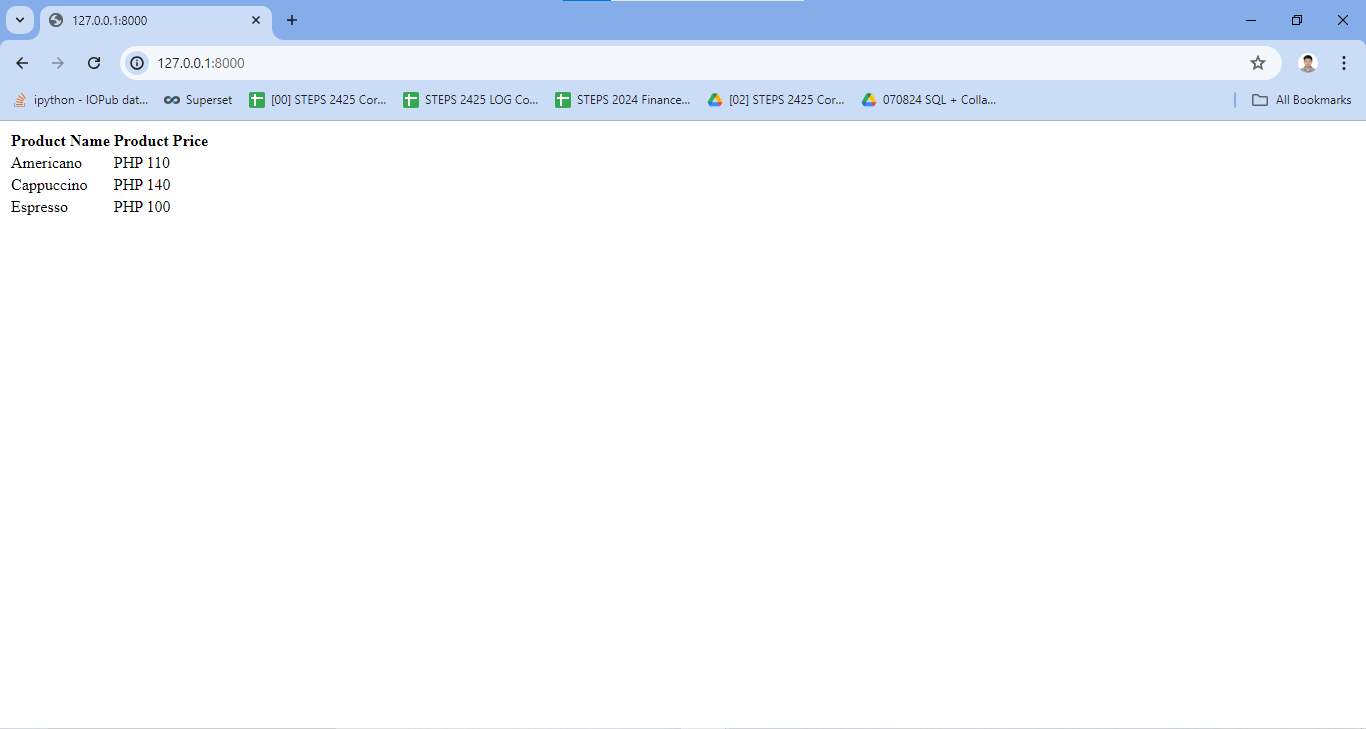 127.0.0.1:8000
127.0.0.1:8000
ipython - IOPub dat... Superset [00] STEPS 2425 Cor... STEPS 2425 LOG Co... STEPS 2024 Finance... [02] STEPS 2425 Cor... 070824 SQL + Colla... All Bookmarks
Product Name Product Price
Americano PHP 110
Cappuccino PHP 140
Espresso PHP 100